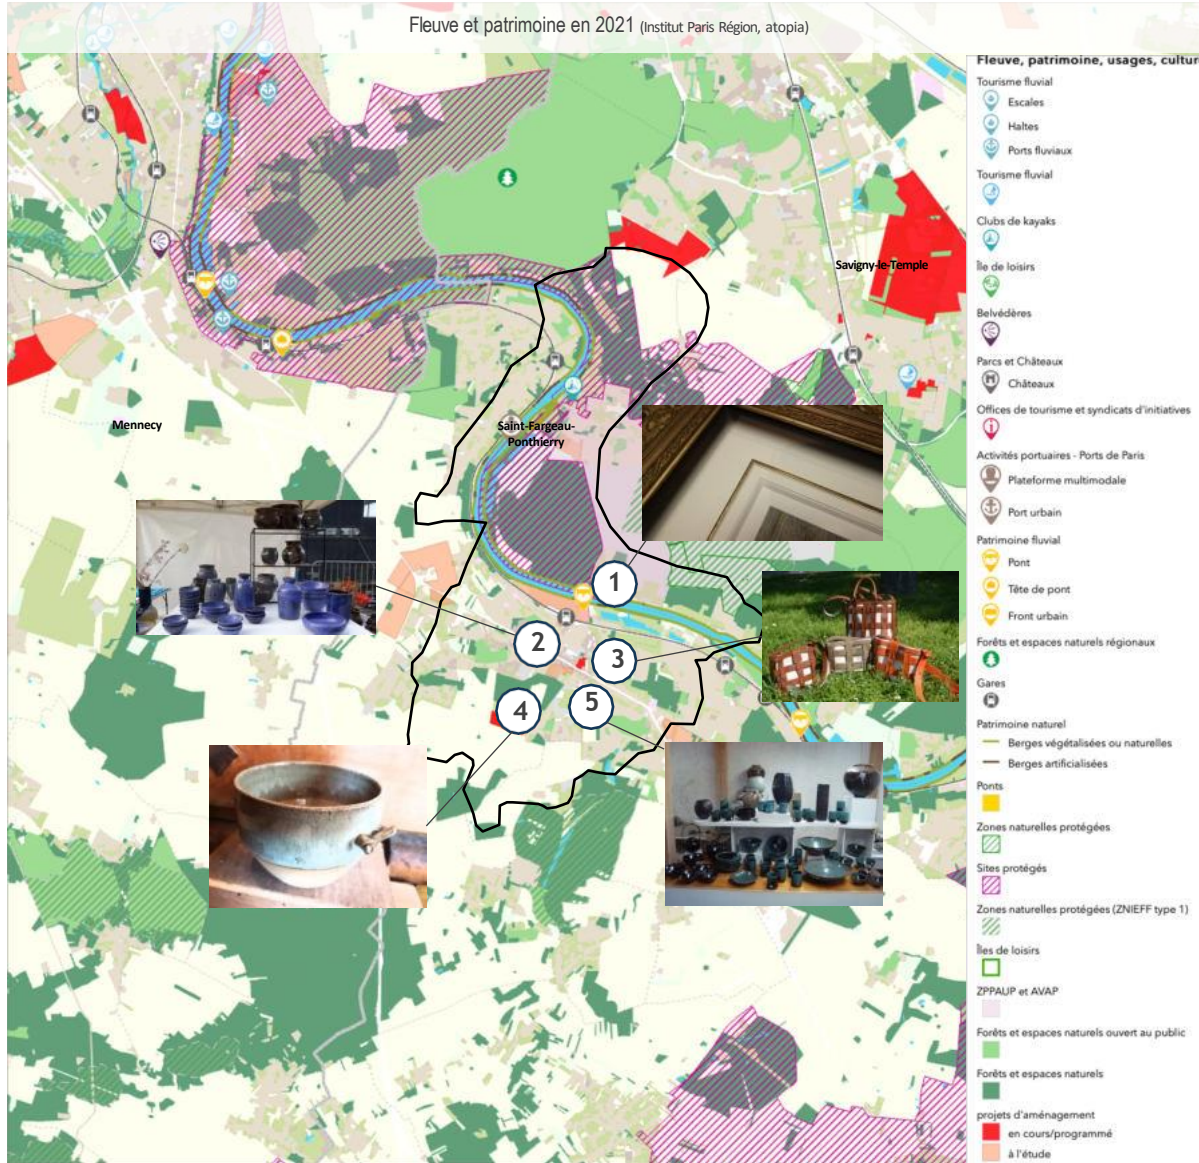 Fleuve et patrimoine en 2021 (Institut Paris Région, atopia)
Fleuve, patrimoine, usages, cultur
Tourisme fluvial
Escales
Haltes
Ports fluviaux
Tourisme fluvial
Clubs de kayaks
Île de loisirs
Belvédères
Parcs et Châteaux
Châteaux
Offices de tourisme et syndicats d'initiatives
Activités portuaires - Ports de Paris
Plateforme multimodale
Port urbain
Patrimoine fluvial
Pont
Tête de pont
Front urbain
Forêts et espaces naturels régionaux
Gares
Patrimoine naturel
Berges végétalisées ou naturelles
Berges artificialisées
Ponts
Zones naturelles protégées
Sites protégés
Zones naturelles protégées (ZNIEFF type 1)
Îles de loisirs
ZPPAUP et AVAP
Forêts et espaces naturels ouvert au public
Forêts et espaces naturels
projets d'aménagement
en cours/programmé
à l'étude
Savigny-le-Temple
Mennecy
Saint-Fargeau-
Ponthierry
1
2
3
4
5